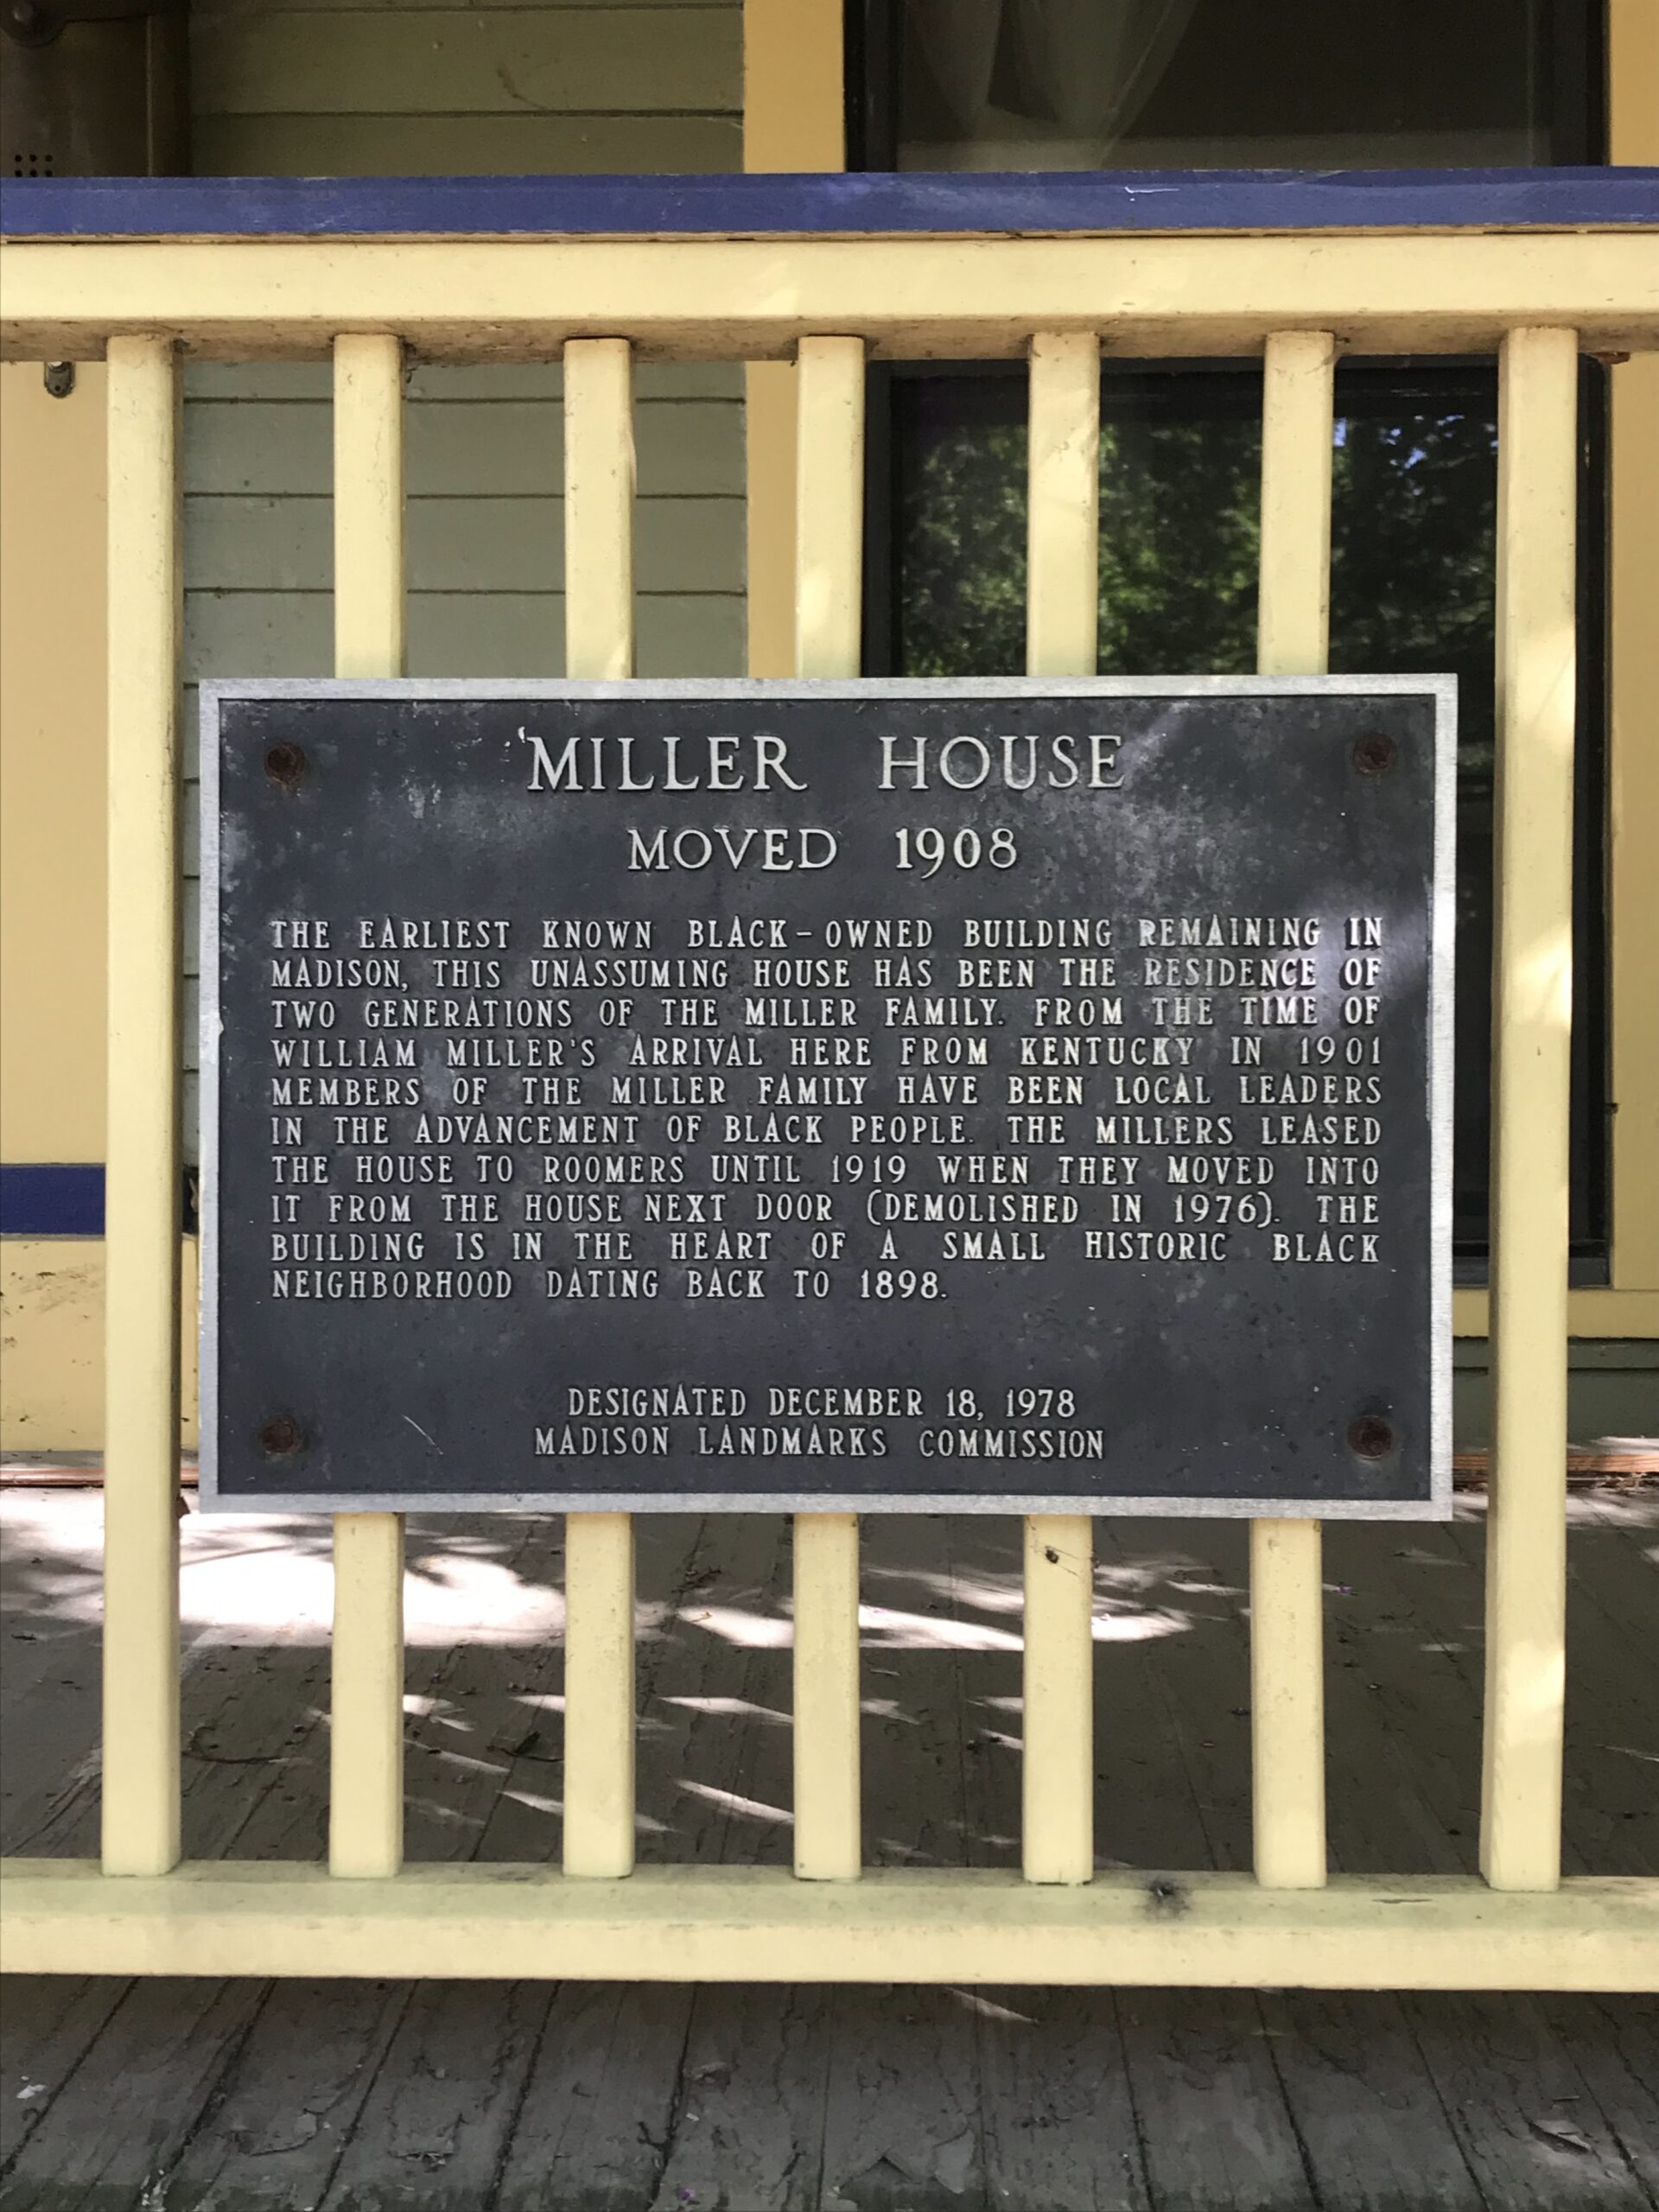 MILLER HOUSE
MOVED 1908
THE EARLIEST KNOWN BLACK-OWNED BUILDING REMAINING IN
MADISON, THIS UNASSUMING HOUSE HAS BEEN THE RESIDENCE OF
TWO GENERATIONS OF THE MILLER FAMILY. FROM THE TIME OF
WILLIAM MILLER'S ARRIVAL HERE FROM KENTUCKY IN 1901
MEMBERS OF THE MILLER FAMILY HAVE BEEN LOCAL LEADERS
IN THE ADVANCEMENT OF BLACK PEOPLE. THE MILLERS LEASED
THE HOUSE TO ROOMERS UNTIL 1919 WHEN THEY MOVED INTO
IT FROM THE HOUSE NEXT DOOR (DEMOLISHED IN 1976). THE
BUILDING IS IN THE HEART OF A SMALL HISTORIC BLACK
NEIGHBORHOOD DATING BACK TO 1898.
DESIGNATED DECEMBER 18, 1978
MADISON LANDMARKS COMMISSION